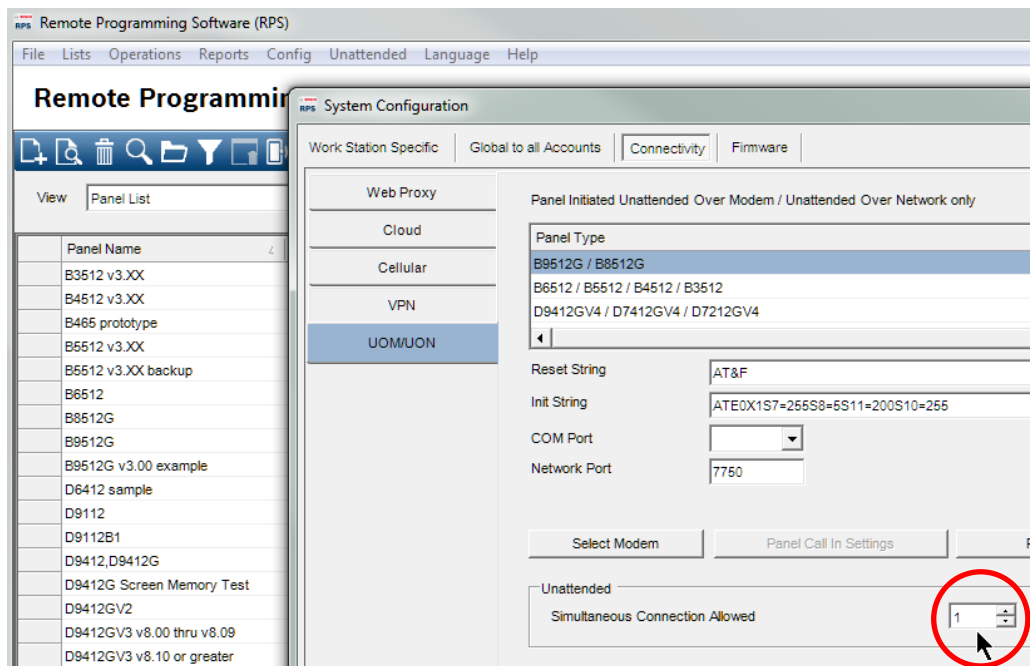 RPS Remote Programming Software (RPS)
File Lists Operations Reports Config Unattended Language Help
Remote Programmin
RPS System Configuration
Work Station Specific Global to all Accounts Connectivity Firmware
View Panel List
Panel Name
B3512 v3.XX
B4512 v3.XX
B465 prototype
B5512 v3.XX
B5512 v3.XX backup
B6512
B8512G
B9512G
B9512G v3.00 example
D6412 sample
D9112
D9112B1
D9412,D9412G
D9412G Screen Memory Test
D9412GV2
D9412GV3 v8.00 thru v8.09
D9412GV3 v8.10 or greater
Web Proxy
Cloud
Cellular
VPN
UOM/UON
Panel Initiated Unattended Over Modem / Unattended Over Network only
Panel Type
B9512G / B8512G
B6512 / B5512 / B4512 / B3512
D9412GV4 / D7412GV4 / D7212GV4
Reset String AT&F
Init String ATE0X1S7=255S8=5S11=200S10=255
COM Port
Network Port 7750
Select Modem Panel Call In Settings
Unattended
Simultaneous Connection Allowed 1